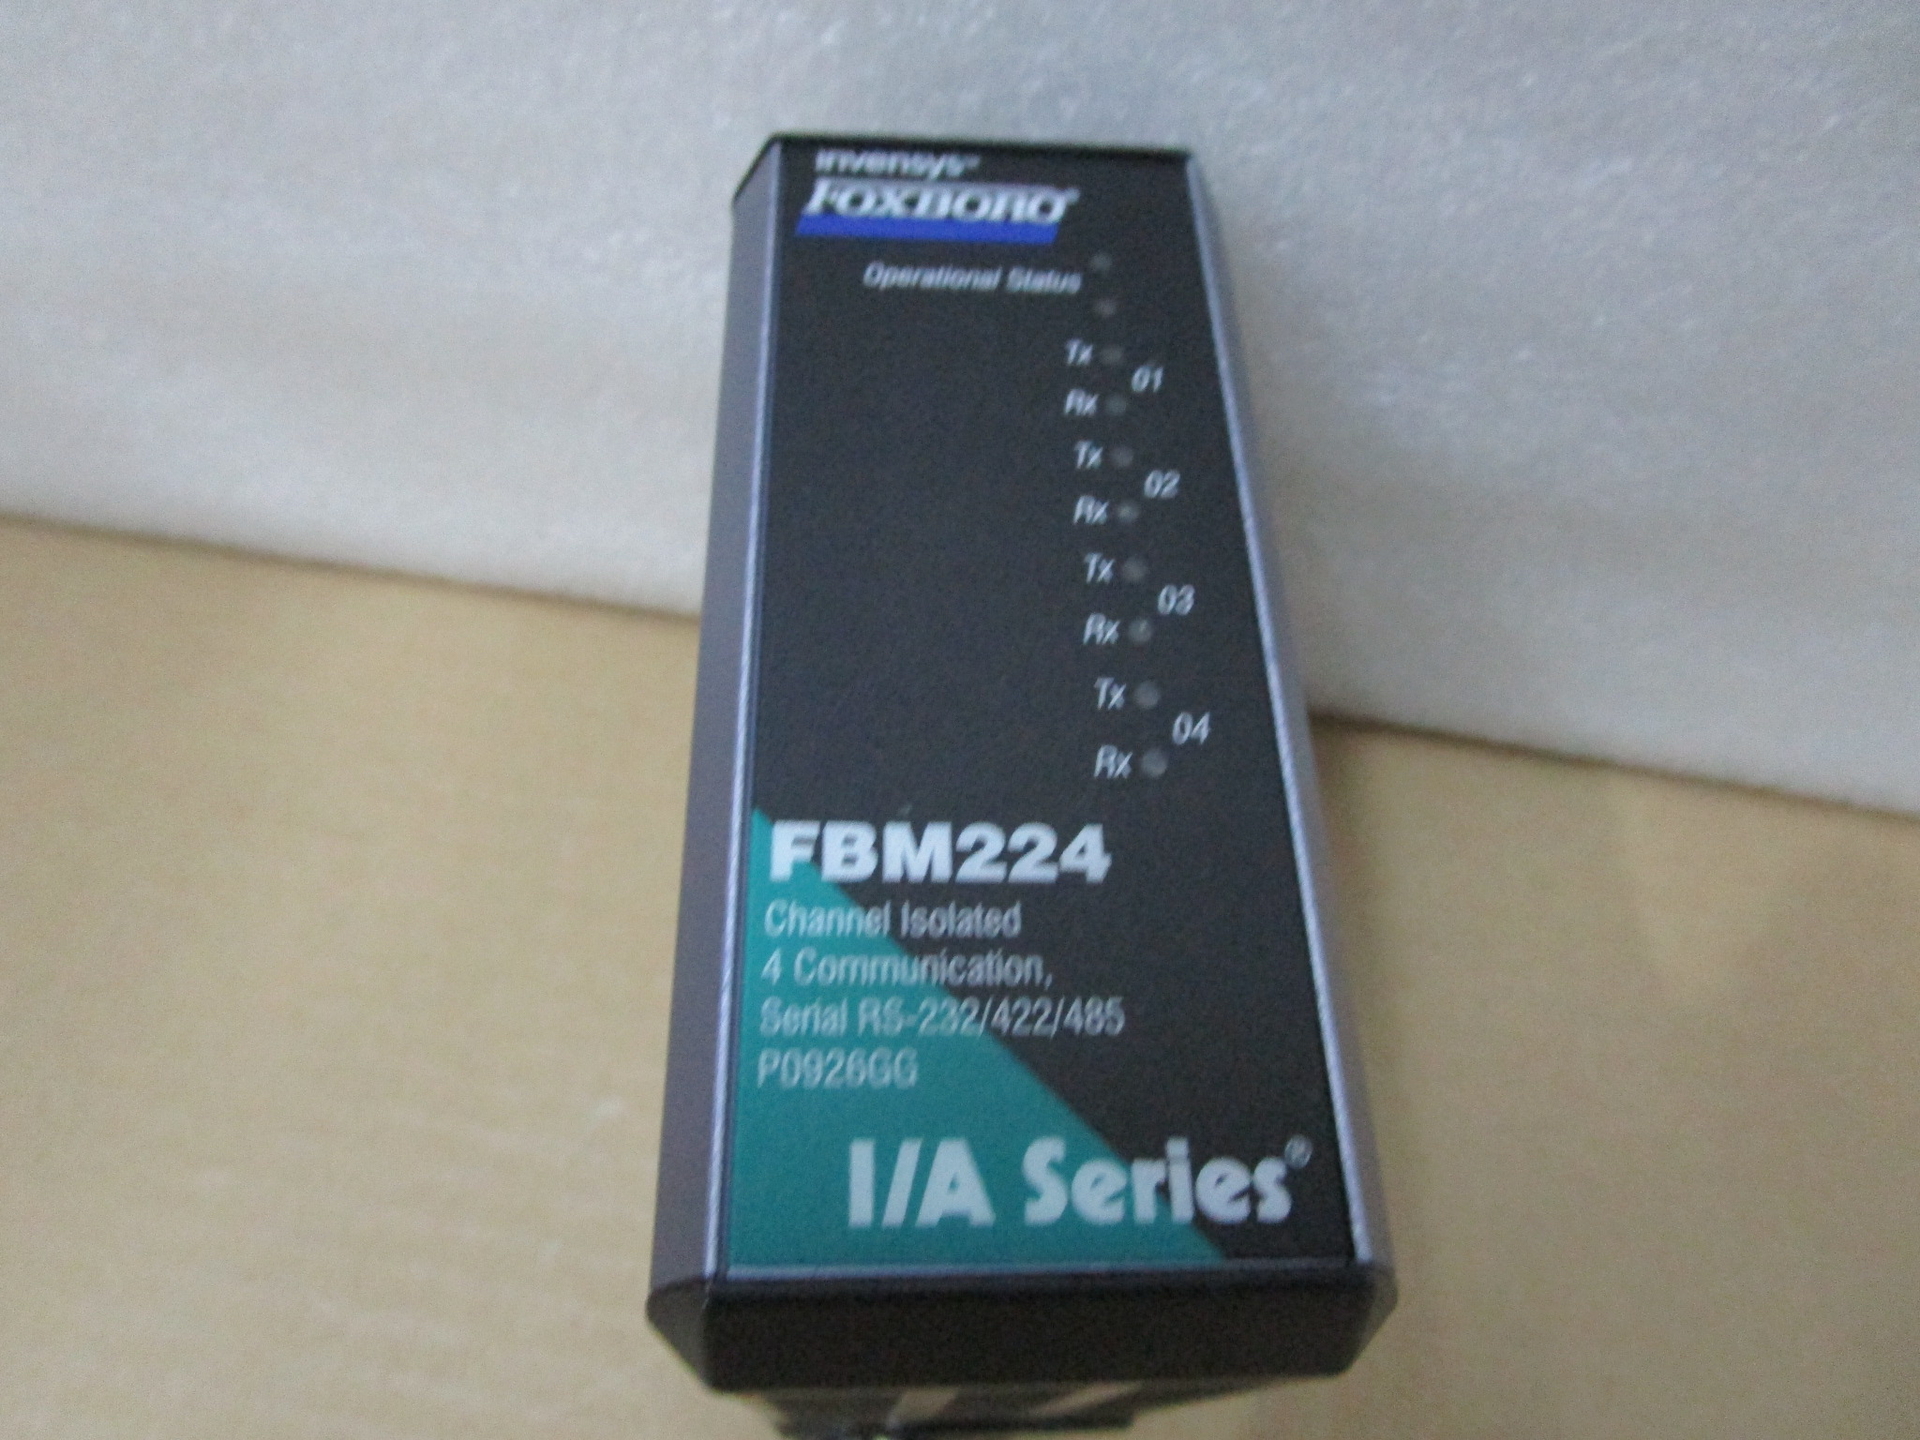 invensys™
FOXBORO®
Operational Status
Tx
01
Rx
Tx
02
Rx
Tx
03
Rx
Tx
04
Rx
FBM224
Channel Isolated
4 Communication,
Serial RS-232/422/485
P0926GG
I/A Series®